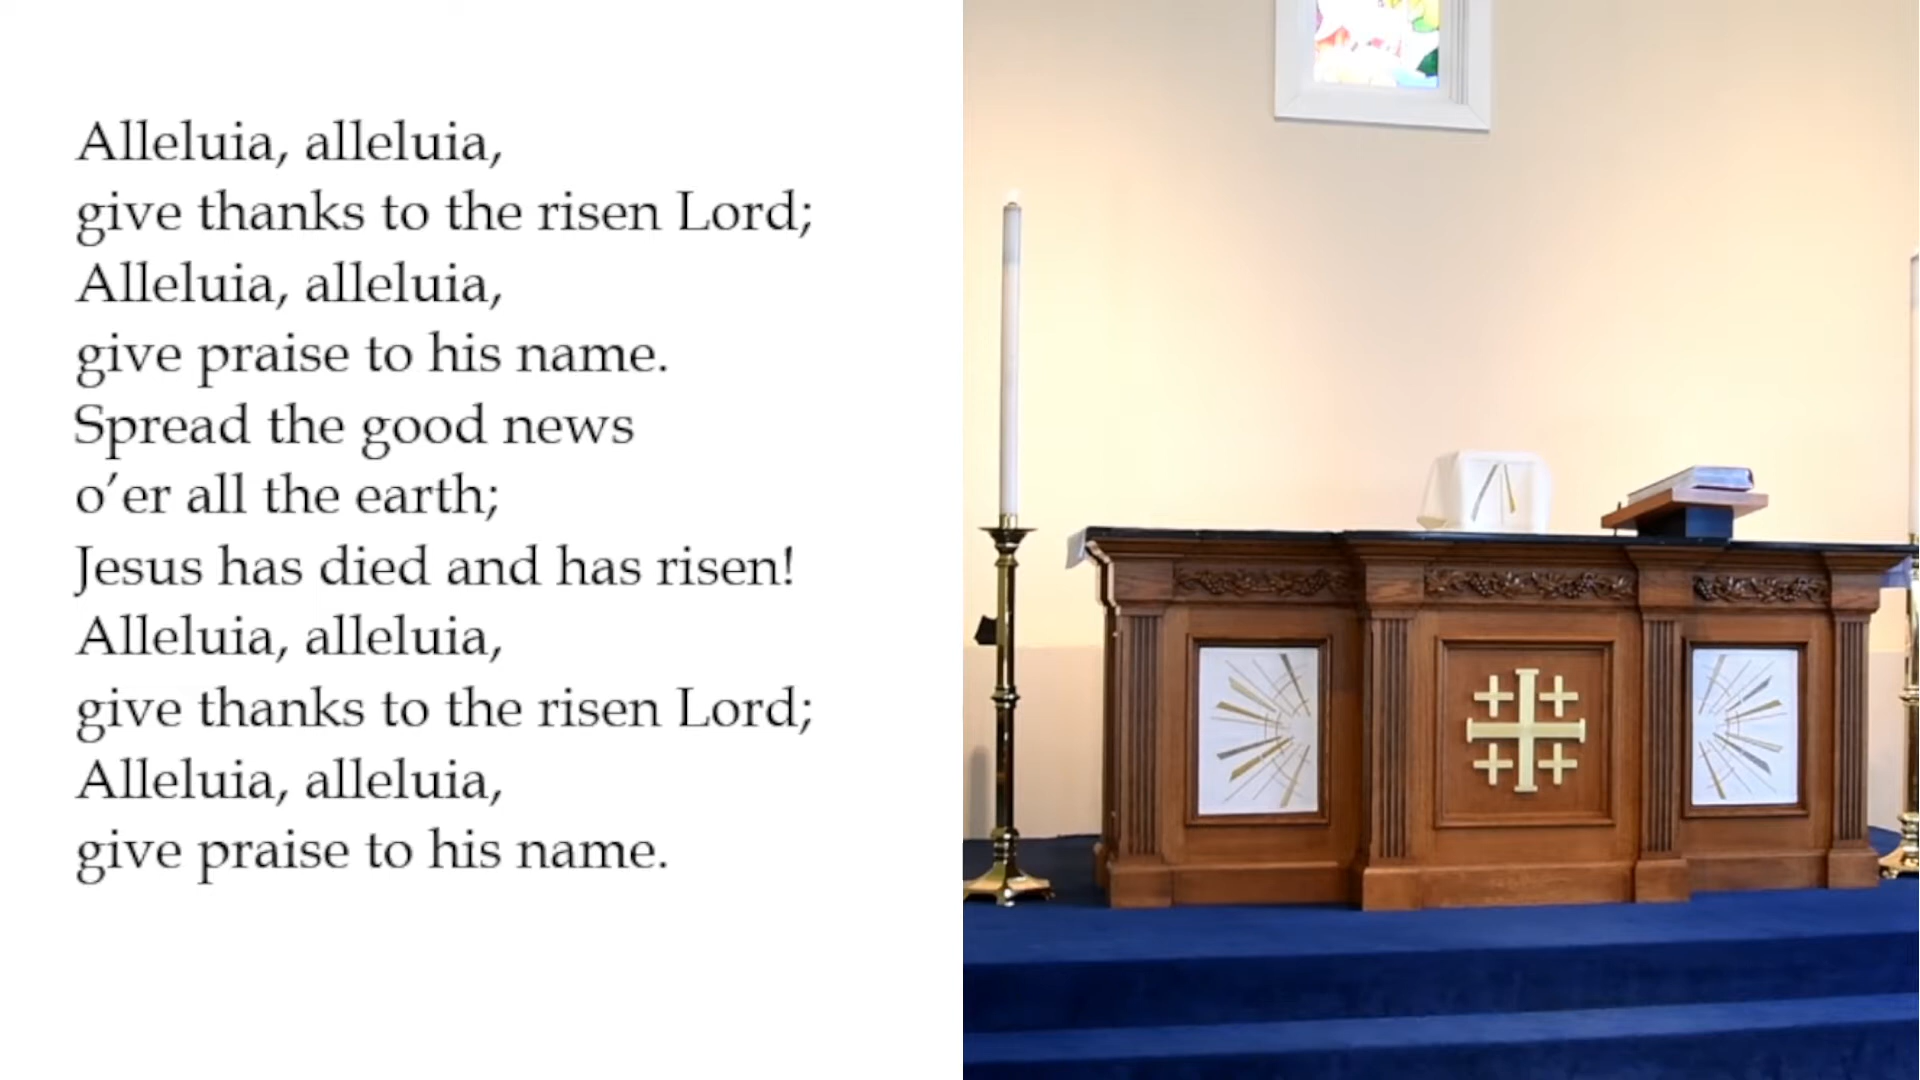 Alleluia, alleluia,
give thanks to the risen Lord;
Alleluia, alleluia,
give praise to his name.
Spread the good news
o’er all the earth;
Jesus has died and has risen!
Alleluia, alleluia,
give thanks to the risen Lord;
Alleluia, alleluia,
give praise to his name.